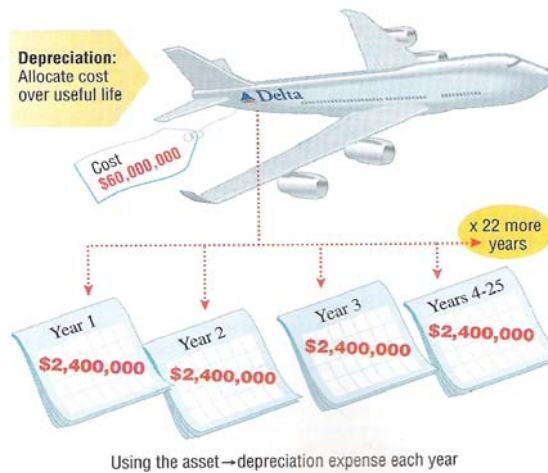 Depreciation:
Allocate cost
over useful life
Delta
Cost
$60,000,000
x 22 more
years
Year 1
$2,400,000
Year 2
$2,400,000
Year 3
$2,400,000
Years 4-25
$2,400,000
Using the asset→depreciation expense each year